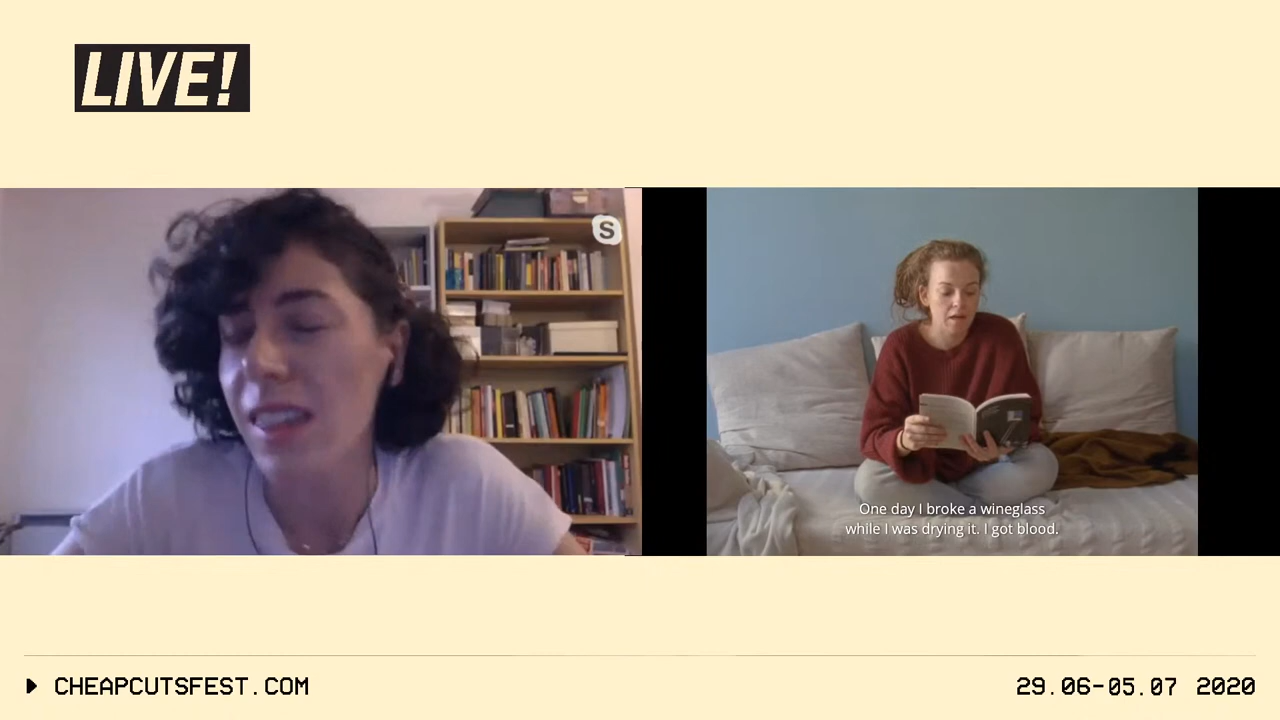 LIVE!
S
One day I broke a wineglass
while I was drying it. I got blood.
CHEAPCUTSFEST.COM
29.06-05.07 2020